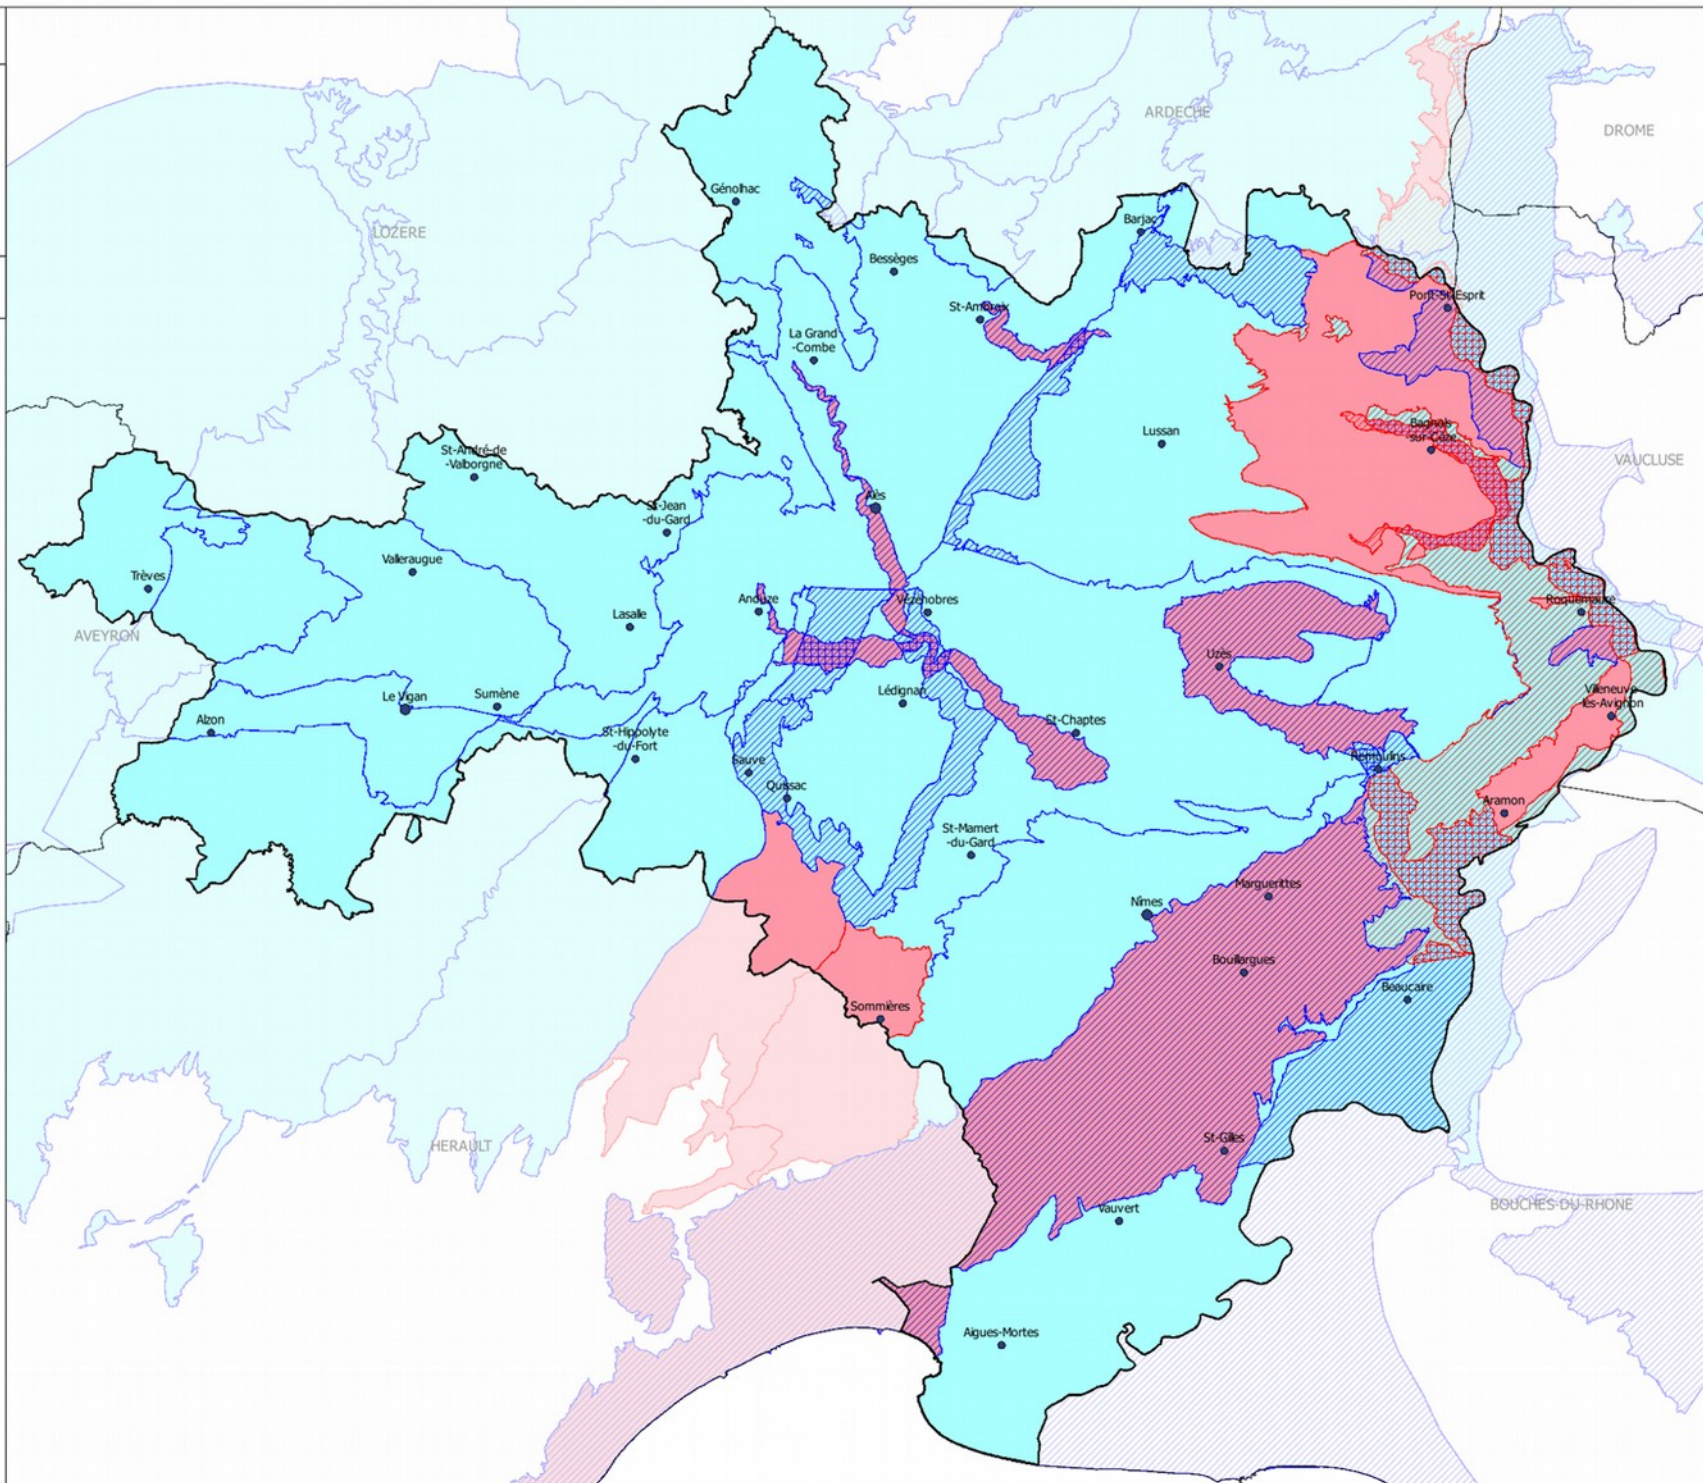 ARDECHE
DROME
Génolhac
LOZERE
Barjac
Bessèges
Pont-St-Esprit
St-Ambroix
La Grand
-Combe
Bagnols
-sur-Cèze
Lussan
St-André-de
-Valborgne
VAUCLUSE
Alès
St-Jean
-du-Gard
Valleraugue
Trèves
Anduze
Vézénobres
Roquemaure
Lasalle
AVEYRON
Uzès
Le Vigan
Sumène
Lédignan
Villeneuve
-lès-Avignon
Alzon
St-Chaptes
St-Hippolyte
-du-Fort
Remoulins
Sauve
Quissac
Aramon
St-Mamert
-du-Gard
Marguerittes
Nîmes
Bouillargues
Beaucaire
Sommières
HERAULT
St-Gilles
Vauvert
BOUCHES-DU-RHONE
Aigues-Mortes